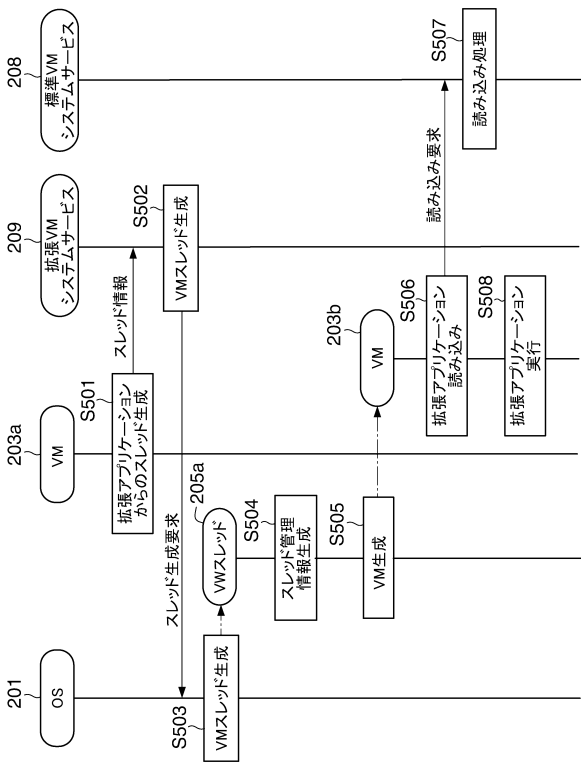 201
OS
203a
VM
209
拡張VM
システムサービス
208
標準VM
システムサービス
S501
拡張アプリケーション
からのスレッド生成
スレッド情報
S502
VMスレッド生成
スレッド生成要求
S503
VMスレッド生成
205a
VWスレッド
S504
スレッド管理
情報生成
S505
VM生成
203b
VM
S506
拡張アプリケーション
読み込み
読み込み要求
S507
読み込み処理
S508
拡張アプリケーション
実行